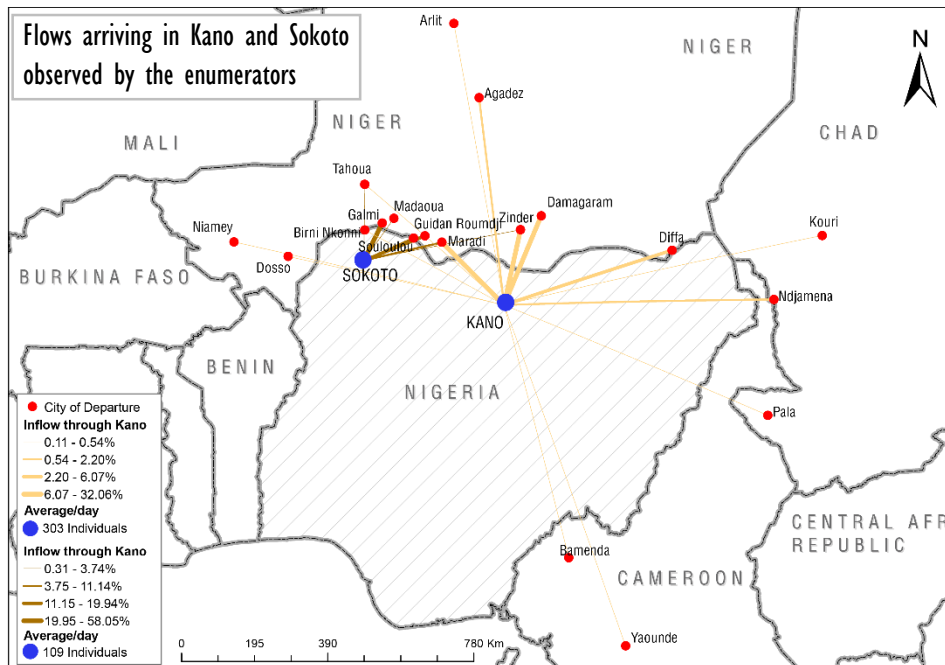 Flows arriving in Kano and Sokoto
observed by the enumerators
Arlit
NIGER
N
Agadez
CHAD
NIGER
MALI
Tahoua
Madaoua
Damagaram
Galmi
Guidan Roumdji
Zinder
Kouri
Niamey
Birni Nkonni
Souloulou
Maradi
Diffa
Dosso
SOKOTO
BURKINA FASO
Ndjamena
KANO
BENIN
NIGERIA
Pala
City of Departure
Inflow through Kano
0.11 - 0.54%
0.54 - 2.20%
2.20 - 6.07%
6.07 - 32.06%
Average/day
303 Individuals
Inflow through Kano
0.31 - 3.74%
3.75 - 11.14%
11.15 - 19.94%
19.95 - 58.05%
Average/day
109 Individuals
CENTRAL AFR
REPUBLIC
Bamenda
CAMEROON
Yaounde
0 195 390 780 Km